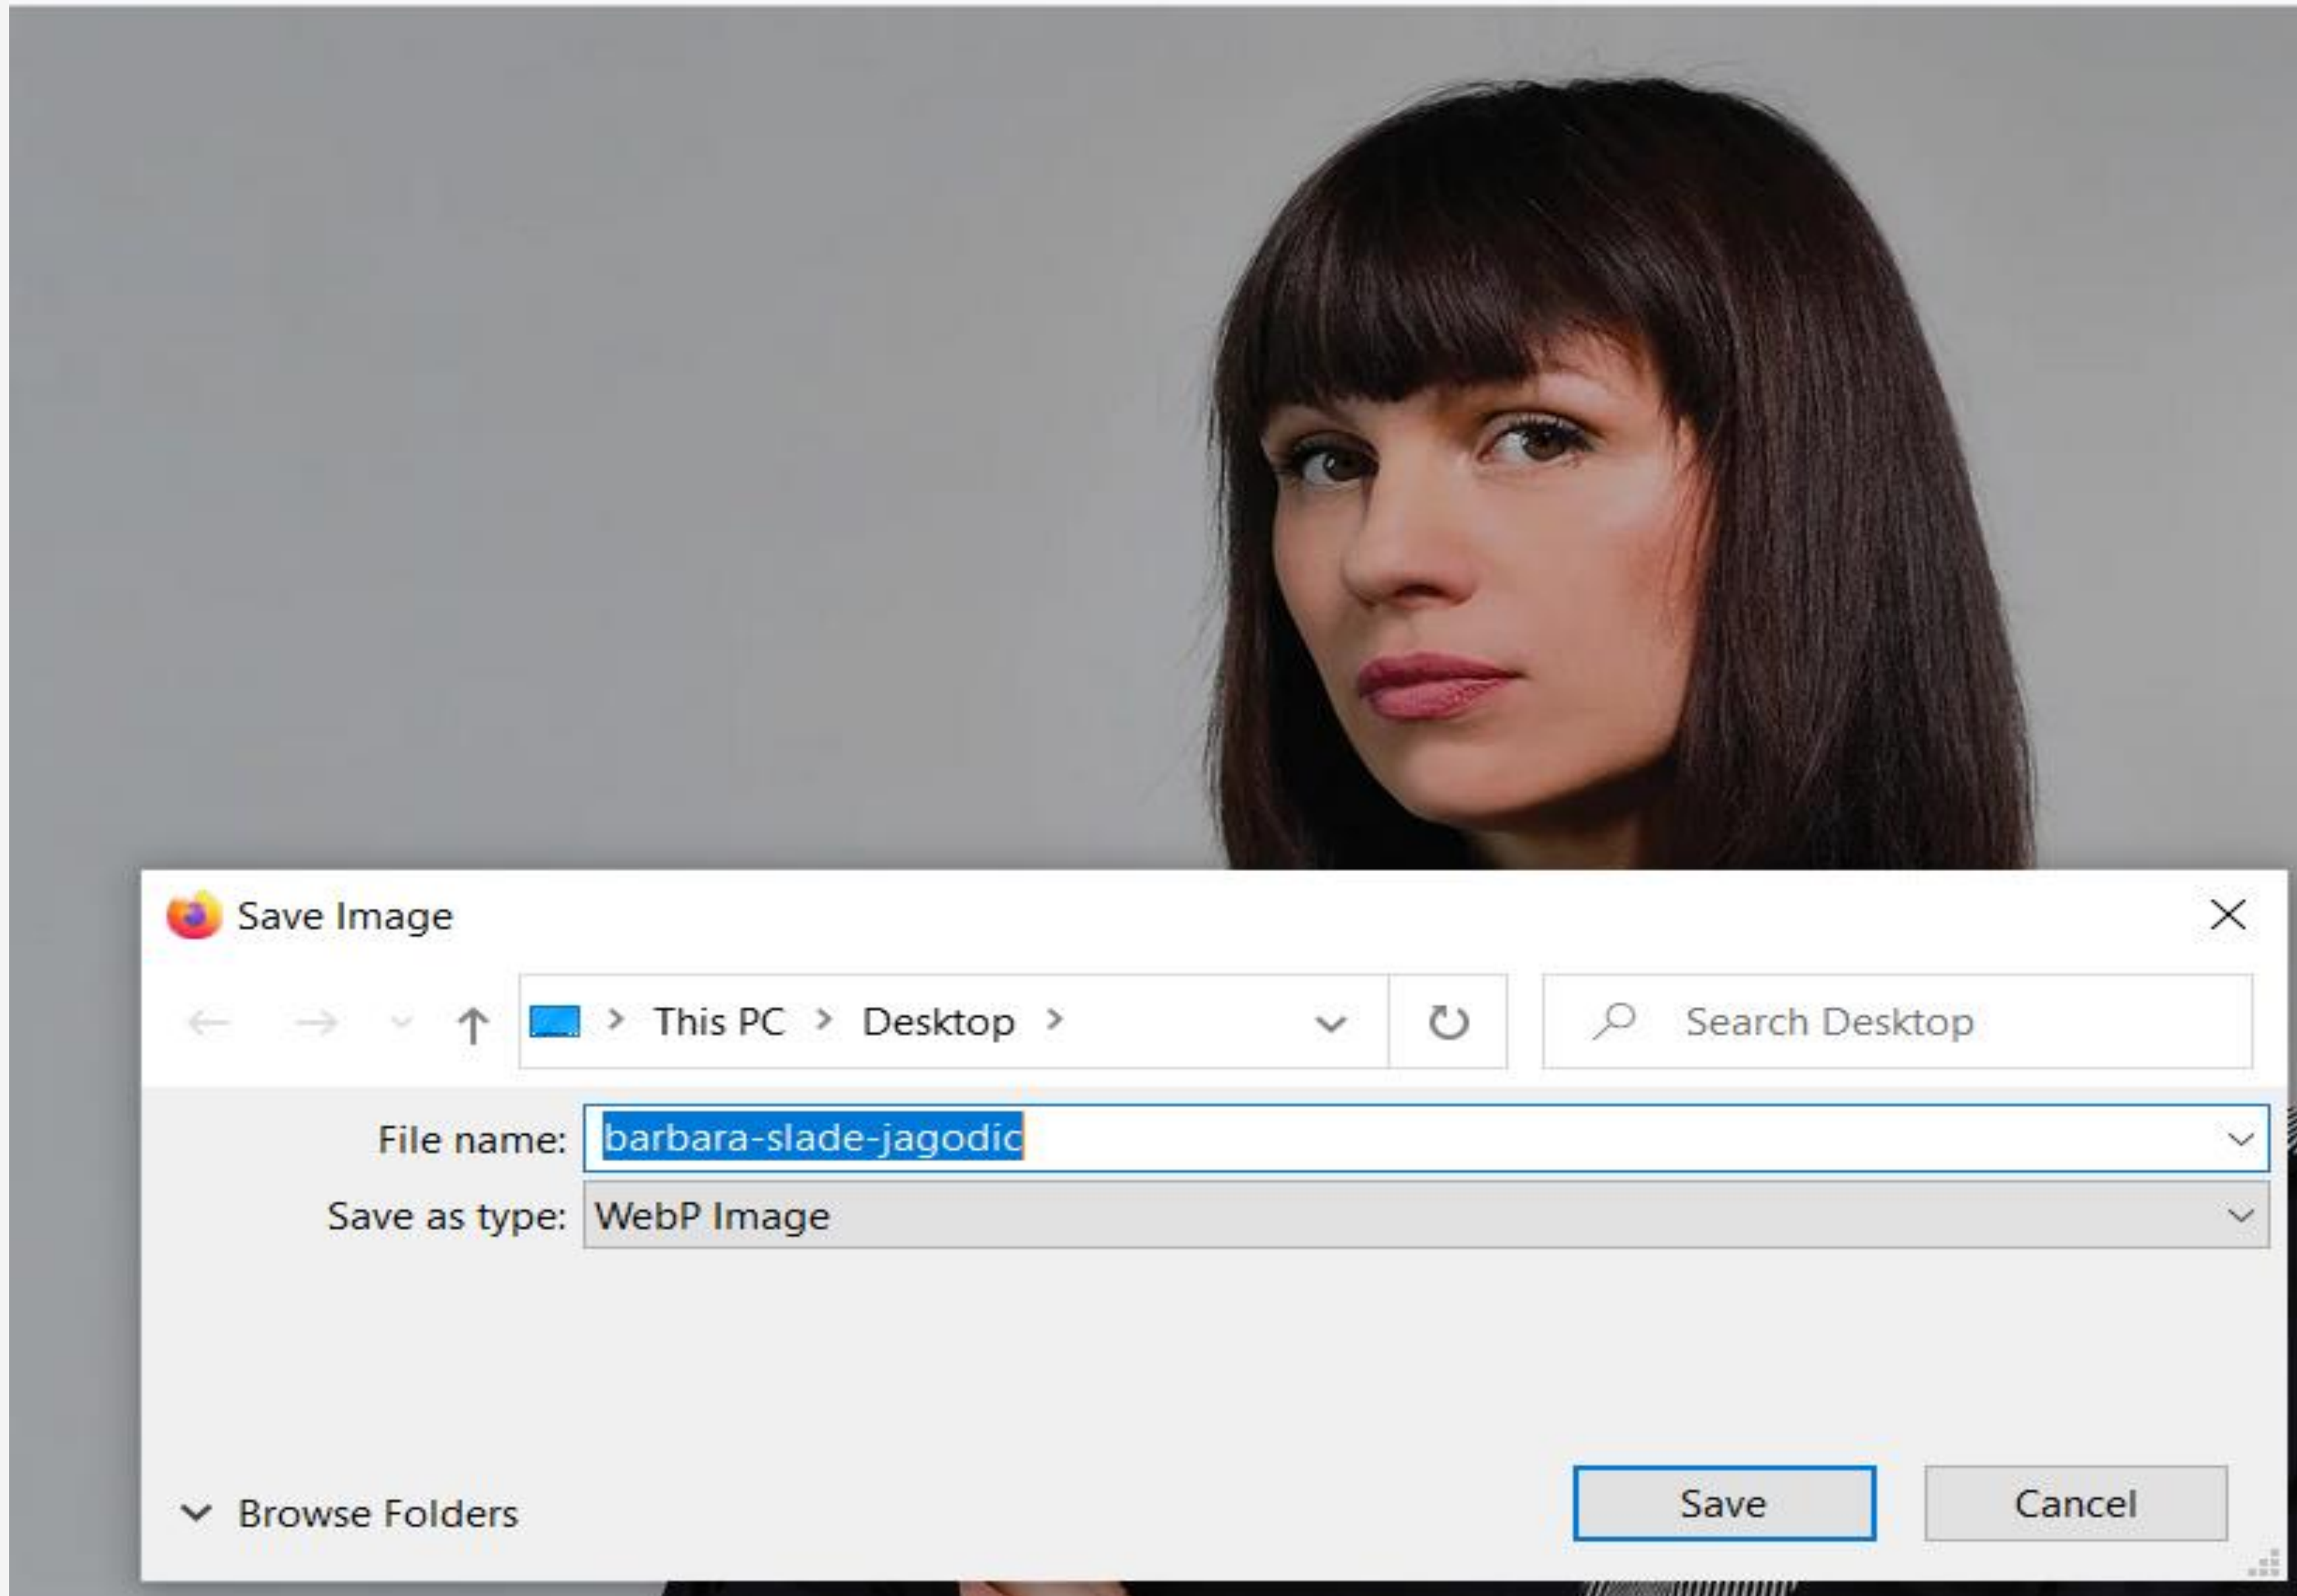 Save Image
This PC > Desktop >
Search Desktop
File name: barbara-slade-jagodic
Save as type: WebP Image
Browse Folders
Save
Cancel